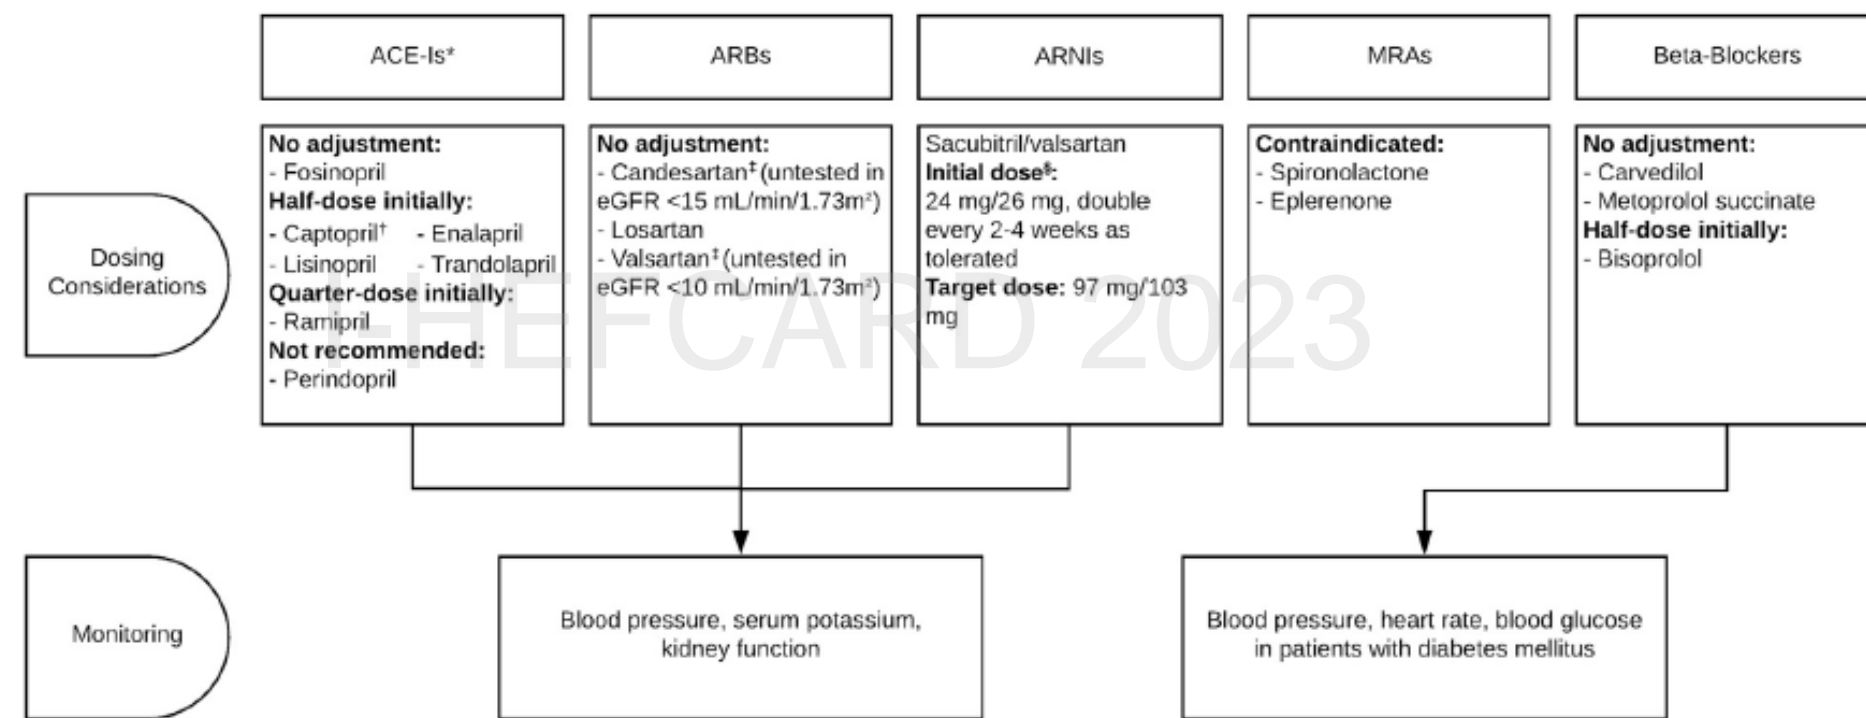 ACE-Is*
ARBs
ARNIs
MRAs
Beta-Blockers
Dosing
Considerations
No adjustment:
- Fosinopril
Half-dose initially:
- Captopril† - Enalapril
- Lisinopril - Trandolapril
Quarter-dose initially:
- Ramipril
Not recommended:
- Perindopril
No adjustment:
- Candesartan‡ (untested in
eGFR <15 mL/min/1.73m²)
- Losartan
- Valsartan‡ (untested in
eGFR <10 mL/min/1.73m²)
Sacubitril/valsartan
Initial dose§:
24 mg/26 mg, double
every 2-4 weeks as
tolerated
Target dose: 97 mg/103
mg
Contraindicated:
- Spironolactone
- Eplerenone
No adjustment:
- Carvedilol
- Metoprolol succinate
Half-dose initially:
- Bisoprolol
I-HEFCARD 2023
Monitoring
Blood pressure, serum potassium,
kidney function
Blood pressure, heart rate, blood glucose
in patients with diabetes mellitus